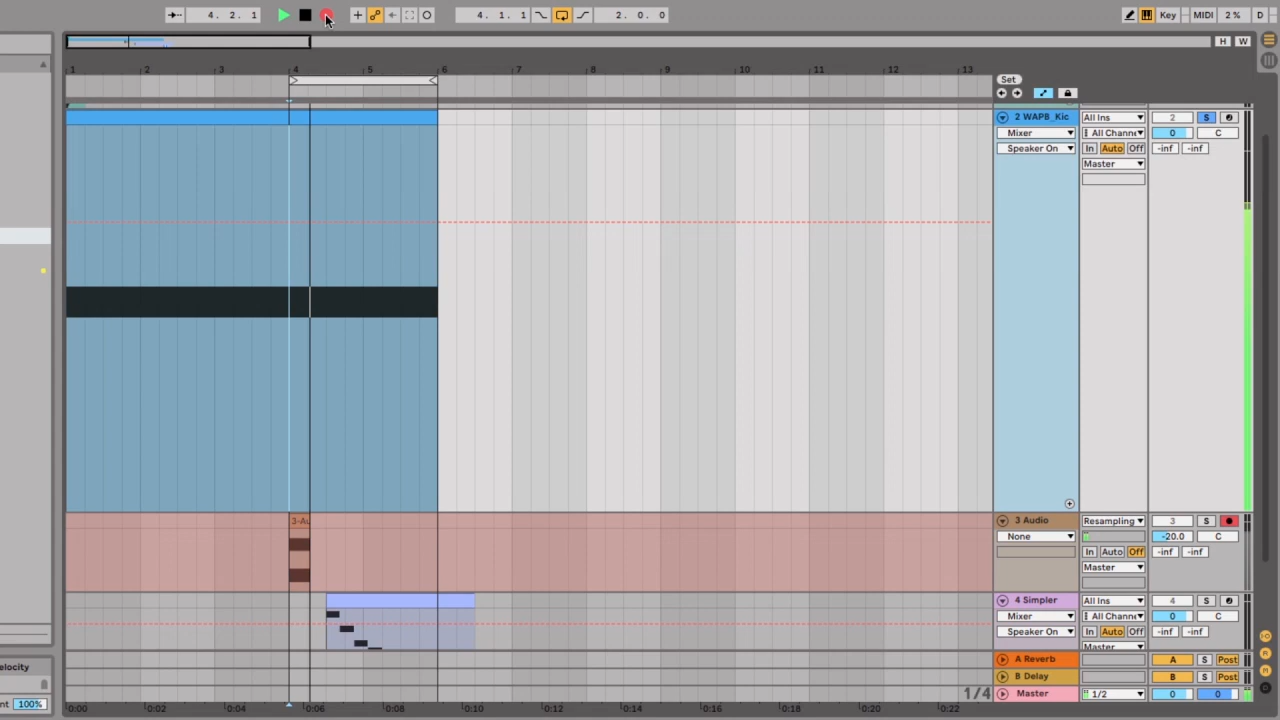 4. 2. 1
4. 1. 1
2. 0. 0
Key
MIDI
2 %
D
H
W
1 2 3 4 5 6 7 8 9 10 11 12 13
Set
2 WAPB_Kic
All Ins
2
S
Mixer
All Channe
0
C
Speaker On
In
Auto
Off
-inf
-inf
Master
3-Au
3 Audio
Resampling
3
S
None
-20.0
C
In
Auto
Off
-inf
-inf
Master
4 Simpler
All Ins
4
S
Mixer
All Channe
0
C
Speaker On
In
Auto
Off
-inf
-inf
Master
A Reverb
A
S
Post
elocity
B Delay
B
S
Post
1/4
Master
1/2
0
0
nt 100%
0:00 0:02 0:04 0:06 0:08 0:10 0:12 0:14 0:16 0:18 0:20 0:22